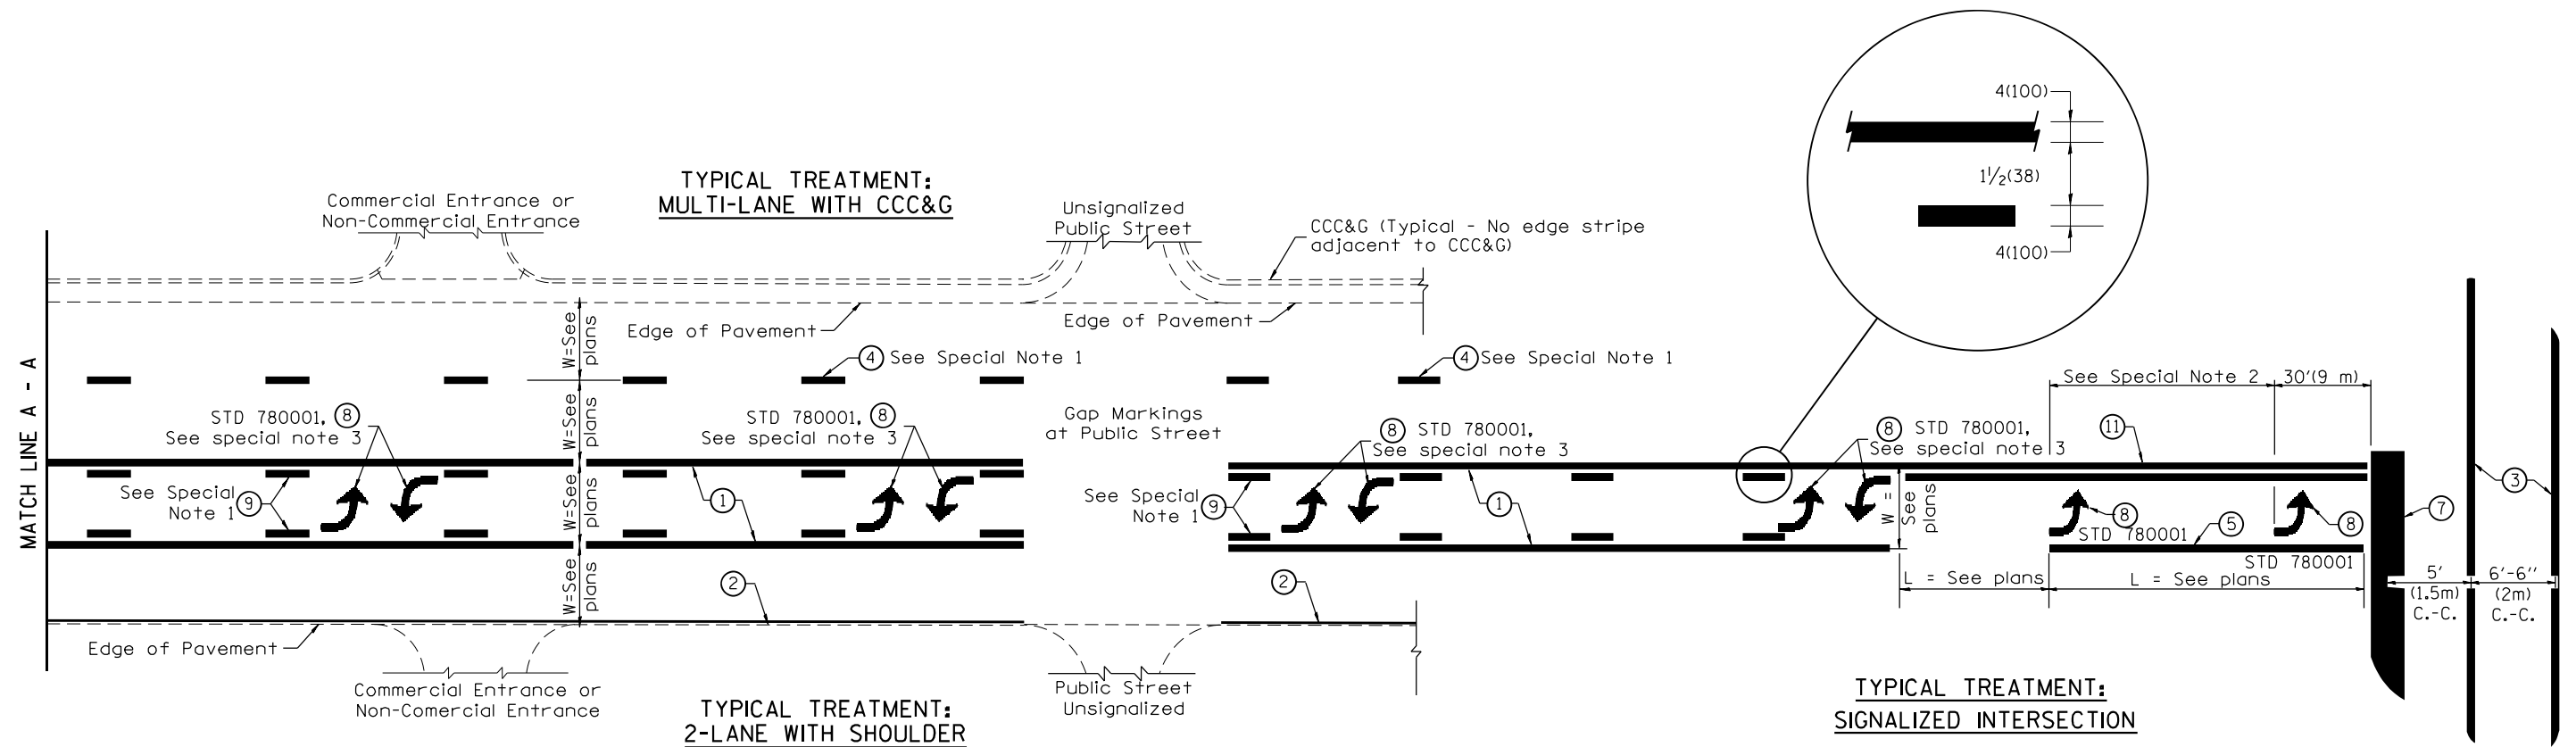 TYPICAL TREATMENT:
MULTI-LANE WITH CCC&G
Commercial Entrance or
Non-Commercial Entrance
Unsignalized
Public Street
CCC&G (Typical - No edge stripe
adjacent to CCC&G)
4(100)
1 1/2(38)
4(100)
Edge of Pavement
Edge of Pavement
MATCH LINE A - A
W=See
plans
W=See
plans
W=See
plans
W=See
plans
4 See Special Note 1
4 See Special Note 1
STD 780001, 8
See special note 3
STD 780001, 8
See special note 3
Gap Markings
at Public Street
8 STD 780001,
See special note 3
8 STD 780001,
See special note 3
See Special Note 2
30'(9 m)
11
See Special
Note 1
9
1
See Special
Note 1
9
1
W =
See
plans
8
STD 780001
5
8
STD 780001
7
3
2
2
L = See plans
L = See plans
5'
(1.5m)
C.-C.
6'-6''
(2m)
C.-C.
Edge of Pavement
Commercial Entrance or
Non-Comercial Entrance
Public Street
Unsignalized
TYPICAL TREATMENT:
2-LANE WITH SHOULDER
TYPICAL TREATMENT:
SIGNALIZED INTERSECTION